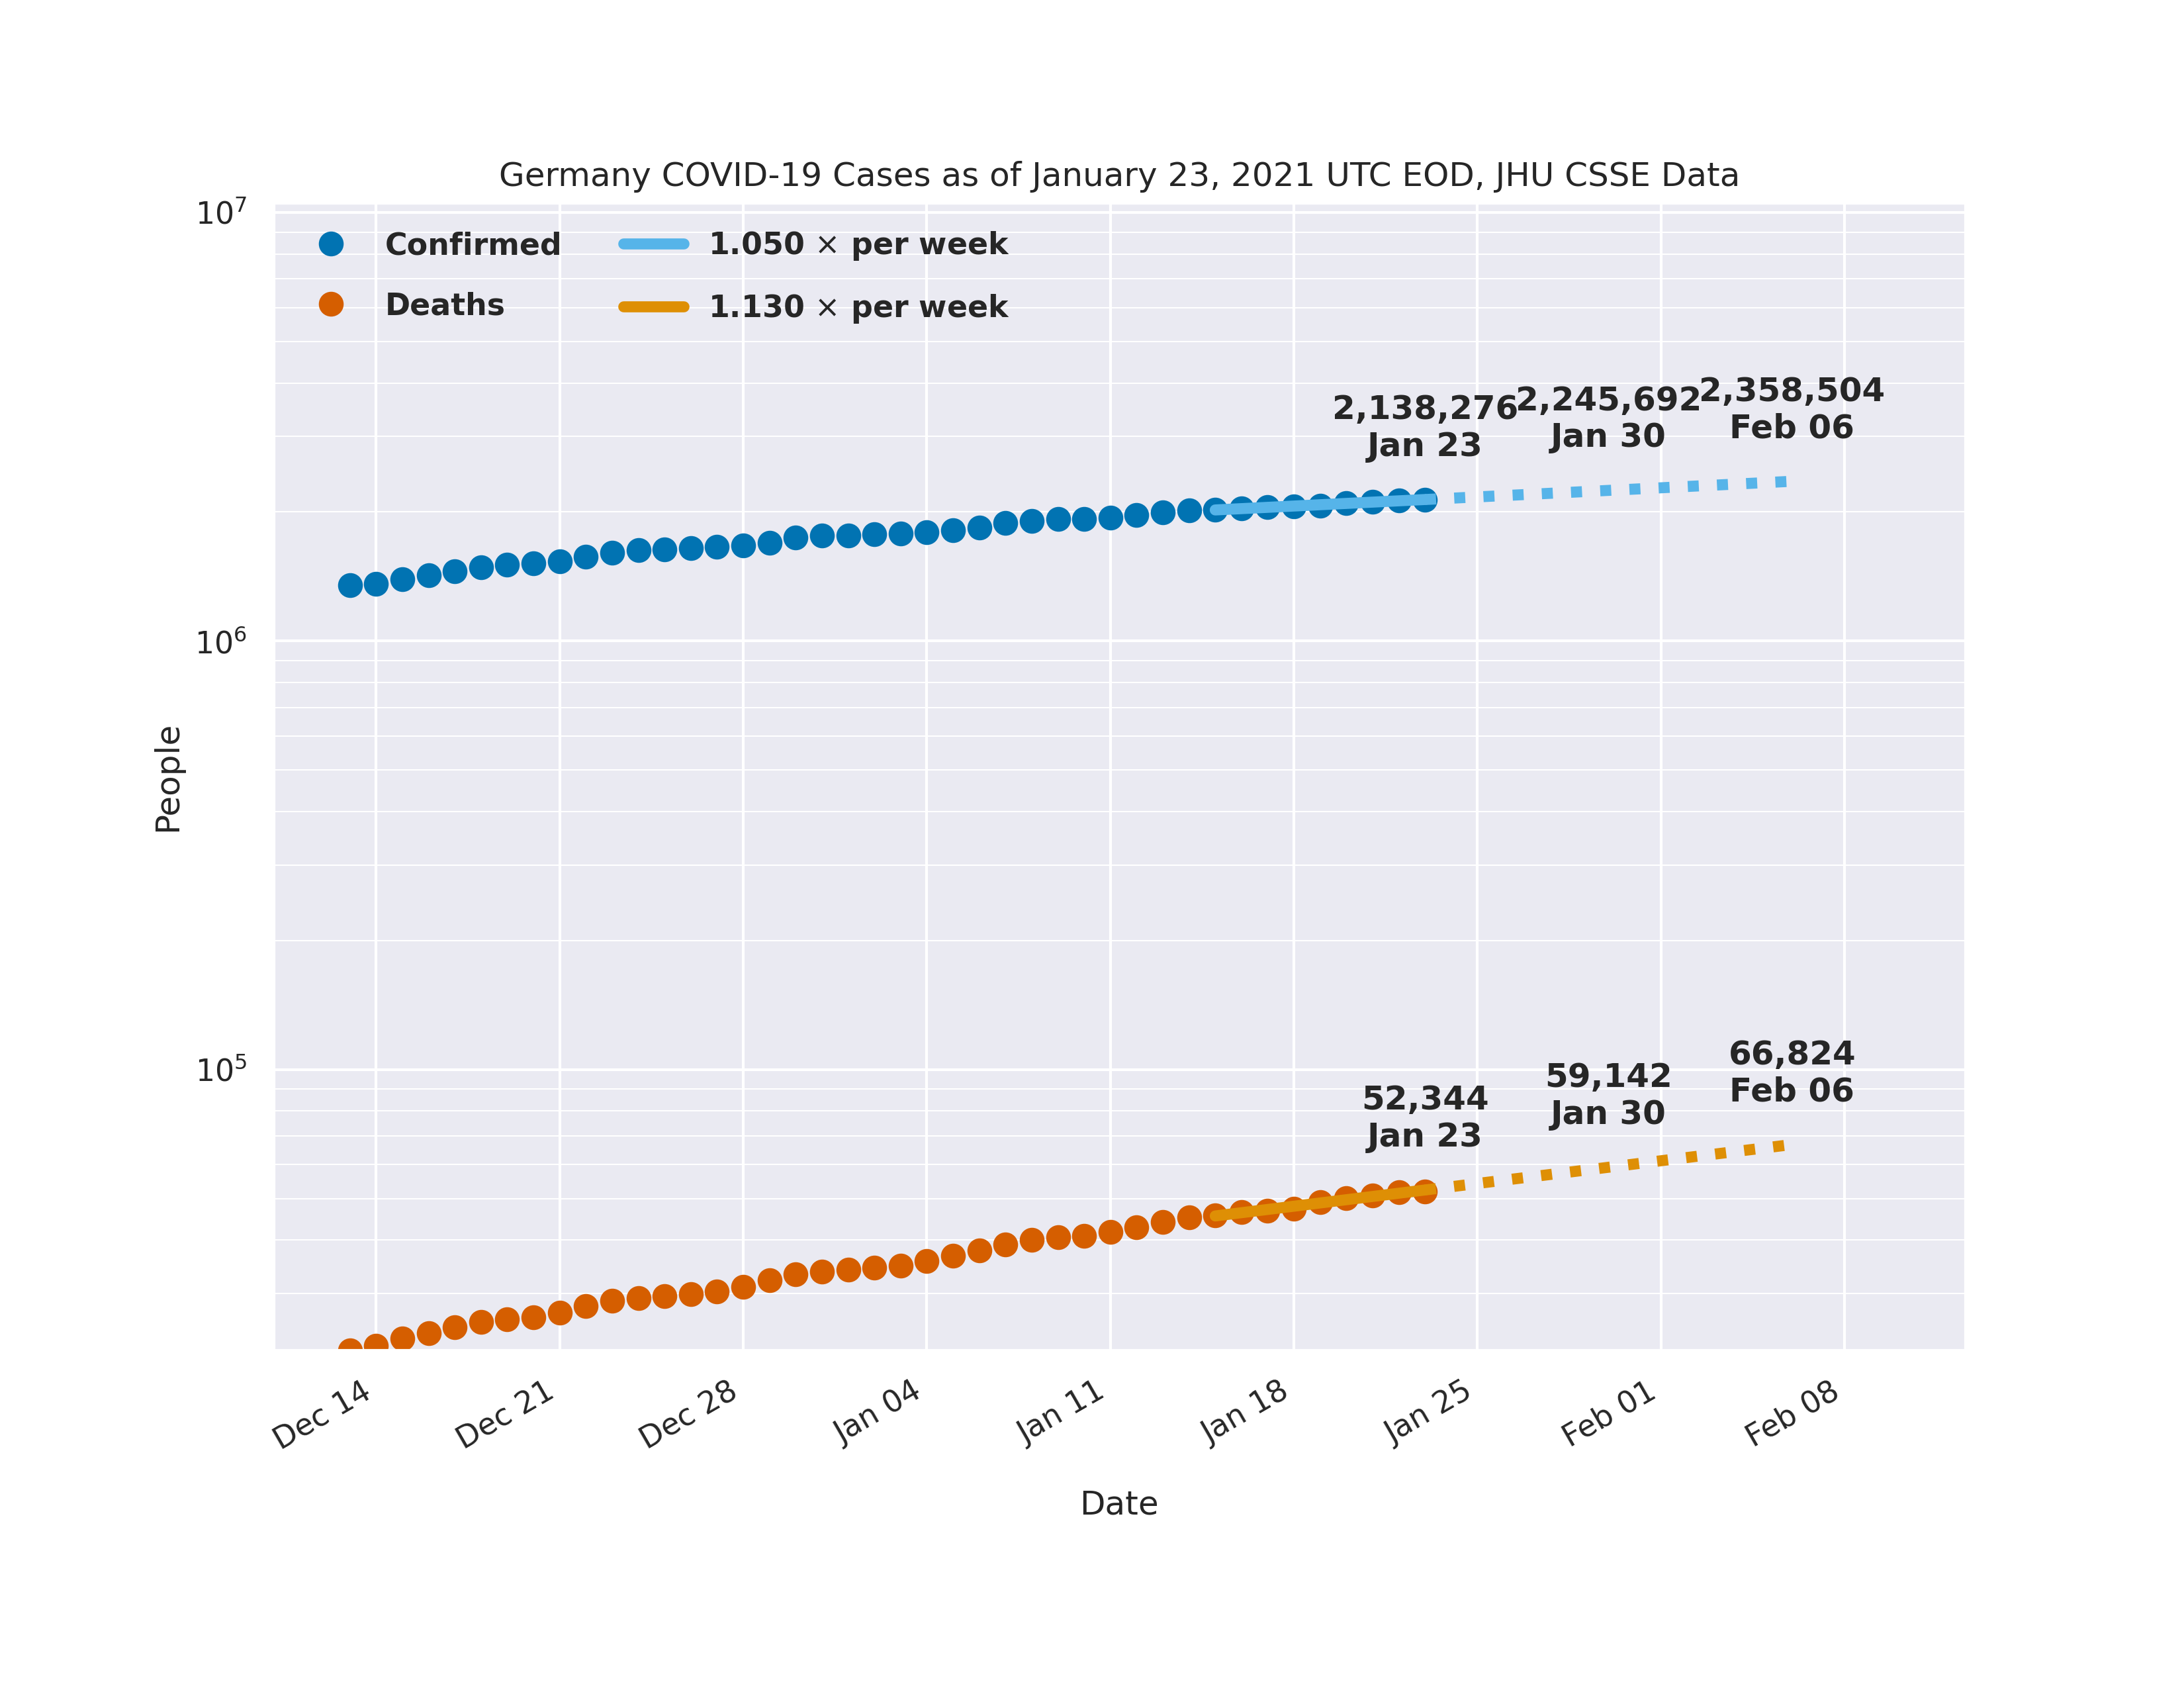 Germany COVID-19 Cases as of January 23, 2021 UTC EOD, JHU CSSE Data
10⁷
Confirmed
1.050 × per week
Deaths
1.130 × per week
2,138,276
Jan 23
2,245,692
Jan 30
2,358,504
Feb 06
10⁶
People
10⁵
52,344
Jan 23
59,142
Jan 30
66,824
Feb 06
Dec 14
Dec 21
Dec 28
Jan 04
Jan 11
Jan 18
Jan 25
Feb 01
Feb 08
Date